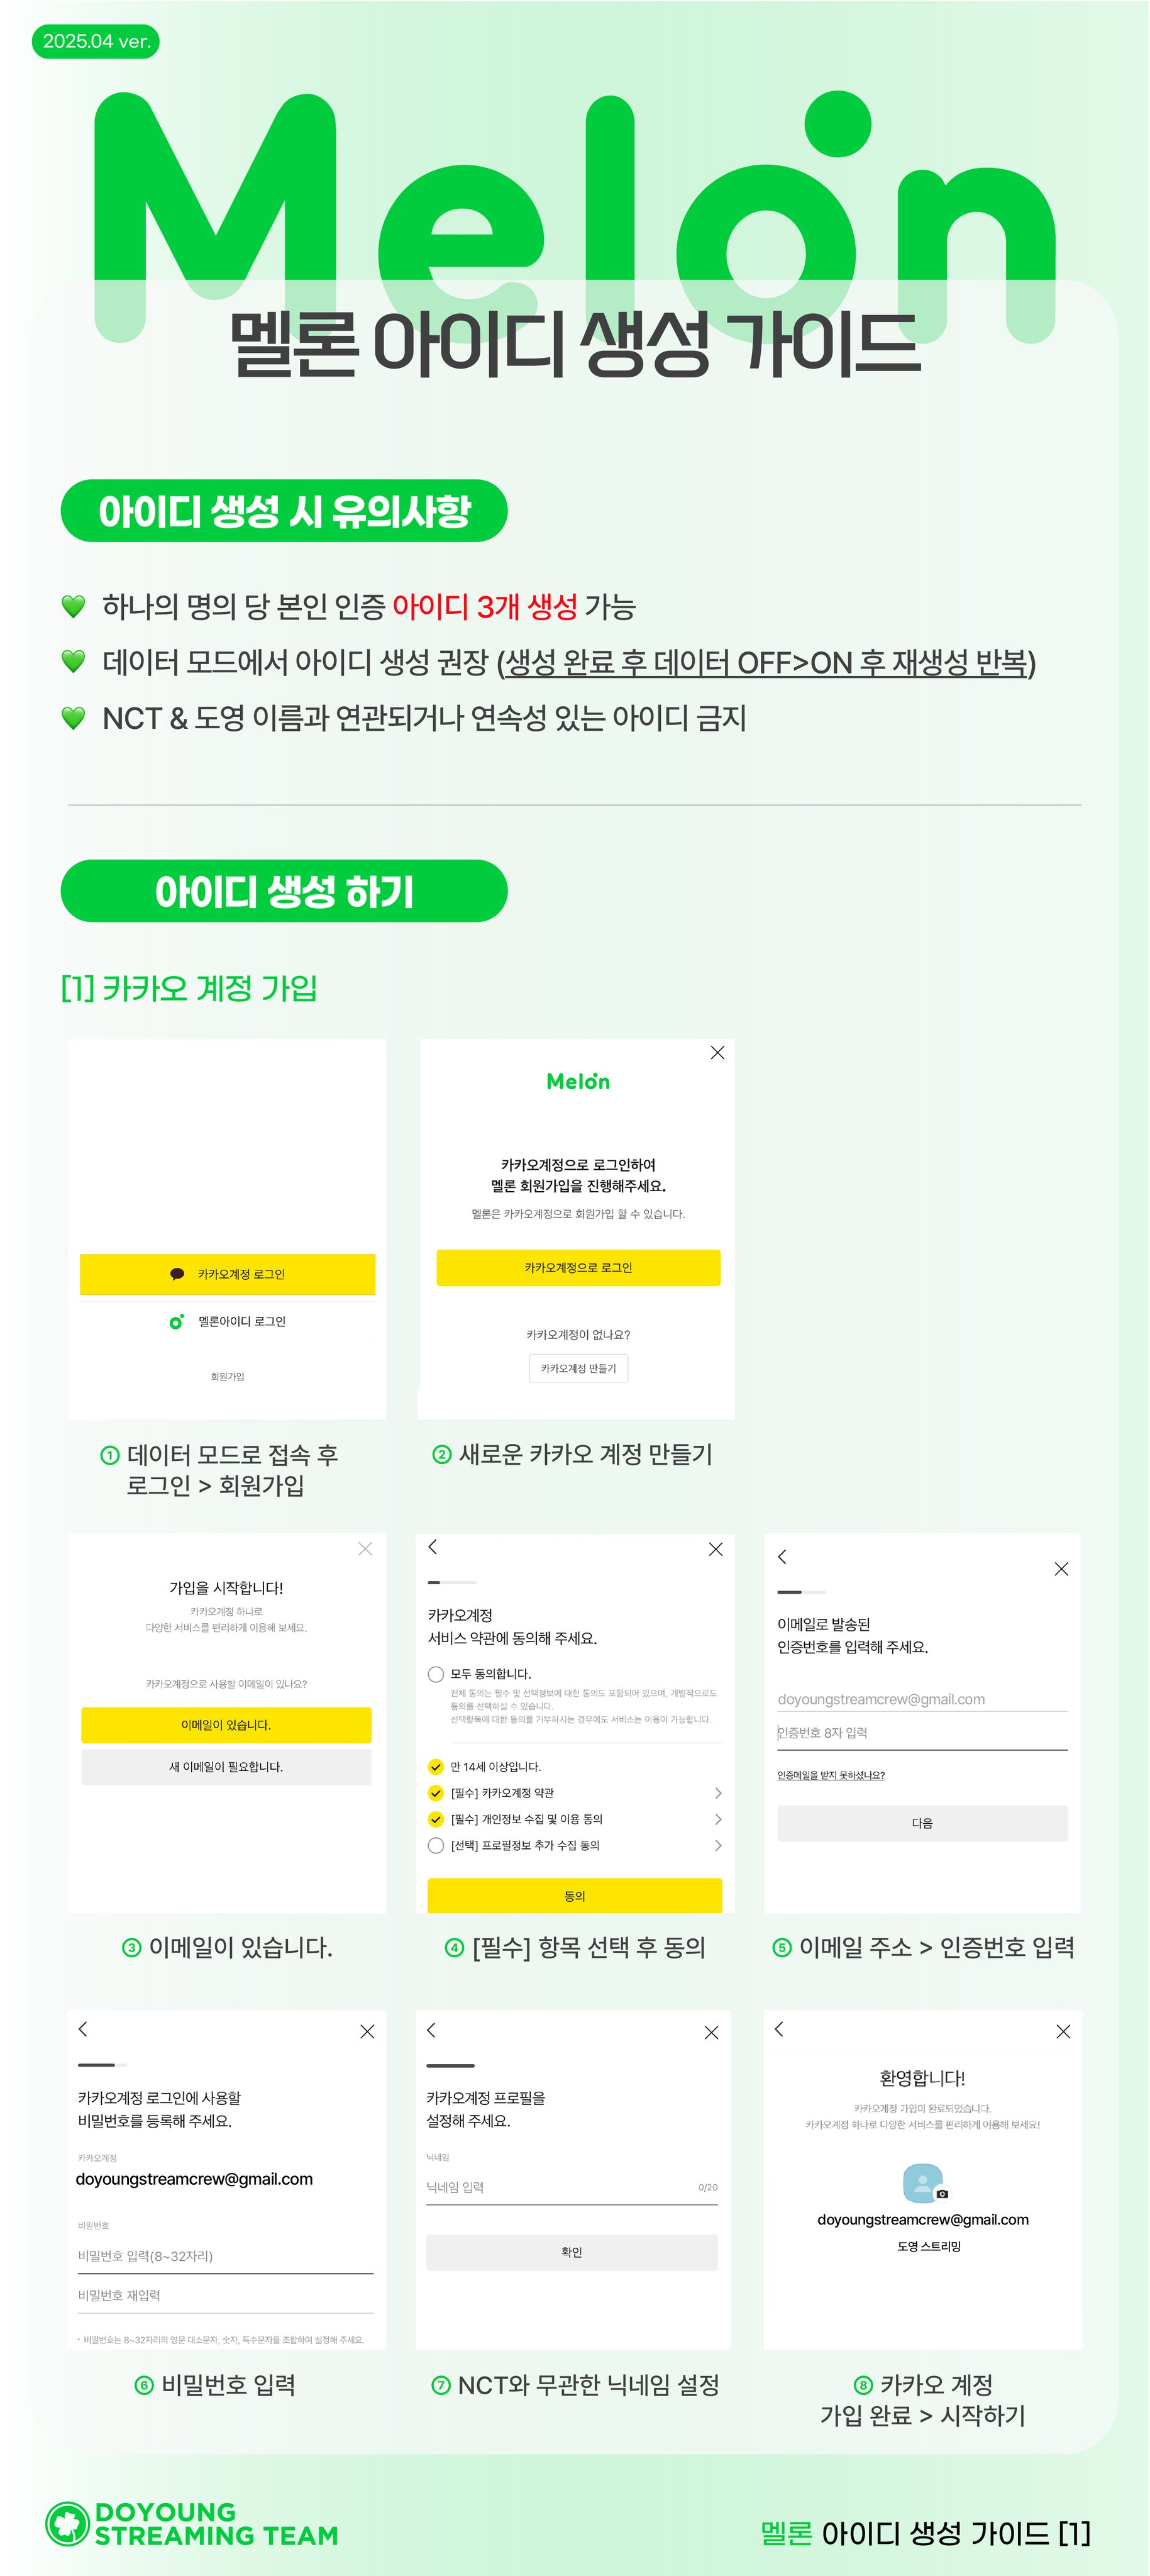 2025.04 ver.
Melon
멜론 아이디 생성 가이드
아이디 생성 시 유의사항
💚 하나의 명의 당 본인 인증 아이디 3개 생성 가능
💚 데이터 모드에서 아이디 생성 권장 (생성 완료 후 데이터 OFF>ON 후 재생성 반복)
💚 NCT & 도영 이름과 연관되거나 연속성 있는 아이디 금지
아이디 생성 하기
[1] 카카오 계정 가입
카카오계정 로그인
멜론아이디 로그인
회원가입
① 데이터 모드로 접속 후
로그인 > 회원가입
Melon
카카오계정으로 로그인하여
멜론 회원가입을 진행해주세요.
멜론은 카카오계정으로 회원가입 할 수 있습니다.
카카오계정으로 로그인
카카오계정이 없나요?
카카오계정 만들기
② 새로운 카카오 계정 만들기
가입을 시작합니다!
카카오계정 하나로
다양한 서비스를 편리하게 이용해 보세요.
카카오계정으로 사용할 이메일이 있나요?
이메일이 있습니다.
새 이메일이 필요합니다.
③ 이메일이 있습니다.
카카오계정
서비스 약관에 동의해 주세요.
모두 동의합니다.
전체 동의는 필수 및 선택정보에 대한 동의도 포함되어 있으며, 개별적으로도
동의를 선택하실 수 있습니다.
선택항목에 대한 동의를 거부하시는 경우에도 서비스는 이용이 가능합니다.
만 14세 이상입니다.
[필수] 카카오계정 약관
[필수] 개인정보 수집 및 이용 동의
[선택] 프로필정보 추가 수집 동의
동의
④ [필수] 항목 선택 후 동의
이메일로 발송된
인증번호를 입력해 주세요.
doyoungstreamcrew@gmail.com
인증번호 8자 입력
인증메일을 받지 못하셨나요?
다음
⑤ 이메일 주소 > 인증번호 입력
카카오계정 로그인에 사용할
비밀번호를 등록해 주세요.
카카오계정
doyoungstreamcrew@gmail.com
비밀번호
비밀번호 입력(8~32자리)
비밀번호 재입력
· 비밀번호는 8~32자리의 영문 대소문자, 숫자, 특수문자를 조합하여 설정해 주세요.
⑥ 비밀번호 입력
카카오계정 프로필을
설정해 주세요.
닉네임
닉네임 입력 0/20
확인
⑦ NCT와 무관한 닉네임 설정
환영합니다!
카카오계정 가입이 완료되었습니다.
카카오계정 하나로 다양한 서비스를 편리하게 이용해 보세요!
doyoungstreamcrew@gmail.com
도영 스트리밍
⑧ 카카오 계정
가입 완료 > 시작하기
DOYOUNG
STREAMING TEAM
멜론 아이디 생성 가이드 [1]